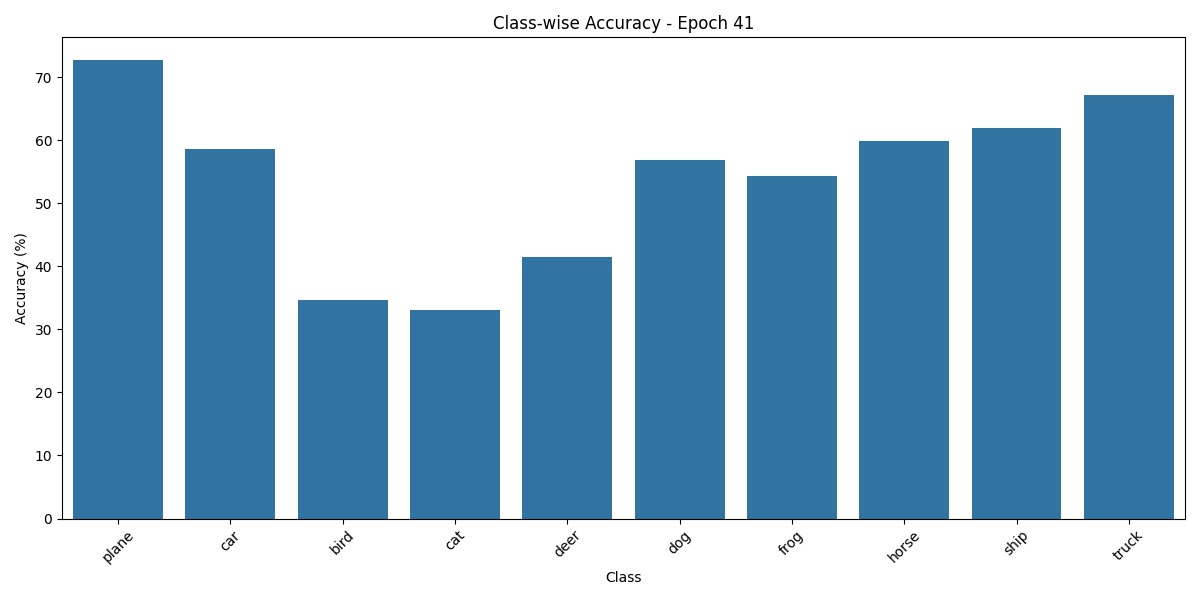 Class-wise Accuracy - Epoch 41
Accuracy (%)
70
60
50
40
30
20
10
0
plane
car
bird
cat
deer
dog
frog
horse
ship
truck
Class